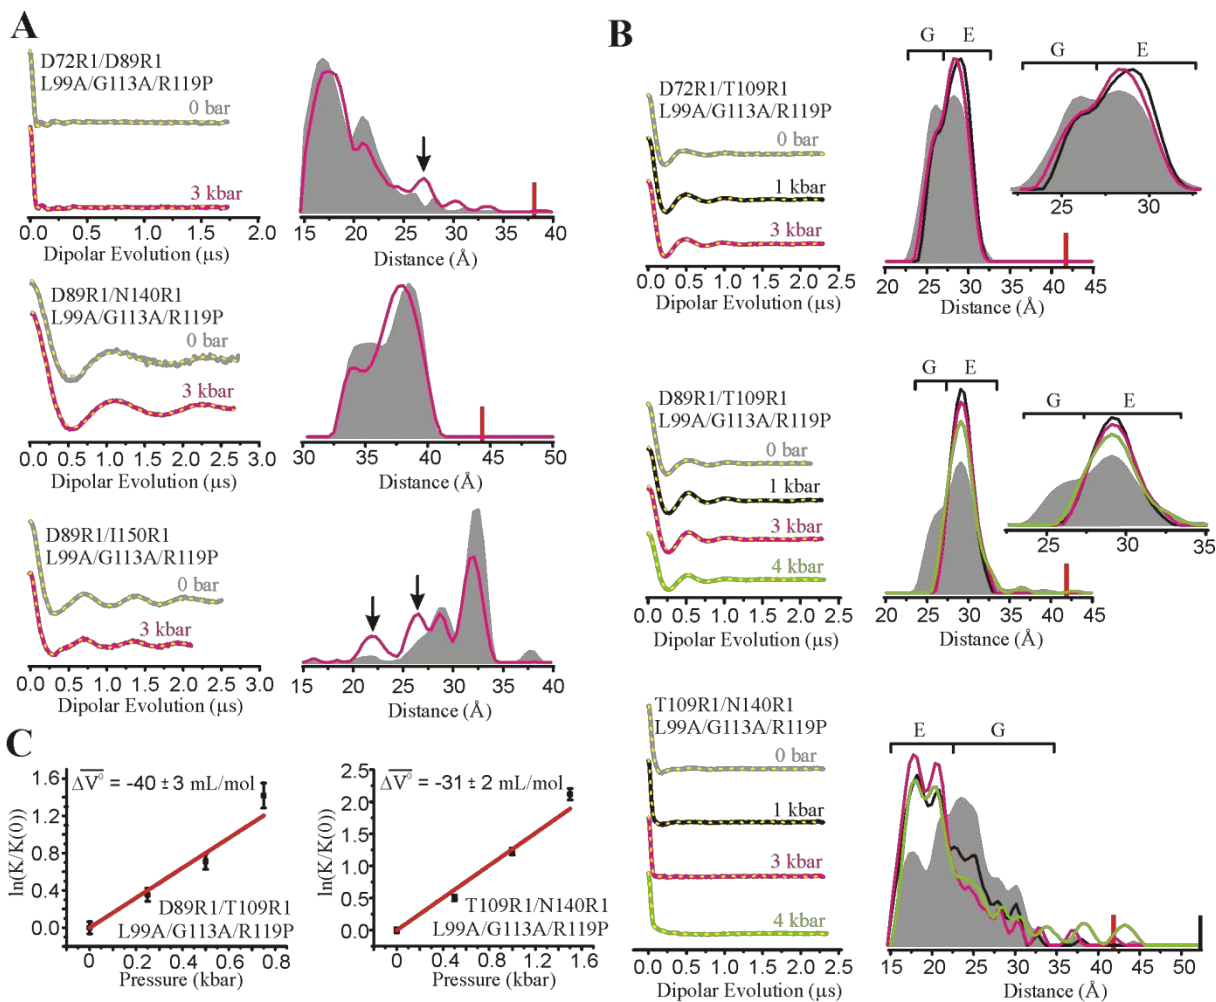 A
D72R1/D89R1
L99A/G113A/R119P
0 bar
3 kbar
0.0 0.5 1.0 1.5 2.0
Dipolar Evolution (µs)
15 20 25 30 35 40
Distance (Å)
D89R1/N140R1
L99A/G113A/R119P
0 bar
3 kbar
0.0 0.5 1.0 1.5 2.0 2.5 3.0
Dipolar Evolution (µs)
30 35 40 45 50
Distance (Å)
D89R1/I150R1
L99A/G113A/R119P
0 bar
3 kbar
0.0 0.5 1.0 1.5 2.0 2.5 3.0
Dipolar Evolution (µs)
15 20 25 30 35 40
Distance (Å)
B
D72R1/T109R1
L99A/G113A/R119P
0 bar
1 kbar
3 kbar
0.0 0.5 1.0 1.5 2.0 2.5
Dipolar Evolution (µs)
G E
20 25 30 35 40 45
Distance (Å)
G E
25 30
D89R1/T109R1
L99A/G113A/R119P
0 bar
1 kbar
3 kbar
4 kbar
0.0 0.5 1.0 1.5 2.0 2.5
Dipolar Evolution (µs)
G E
20 25 30 35 40 45
Distance (Å)
G E
25 30 35
T109R1/N140R1
L99A/G113A/R119P
0 bar
1 kbar
3 kbar
4 kbar
0.0 0.5 1.0 1.5 2.0 2.5
Dipolar Evolution (µs)
E G
15 20 25 30 35 40 45 50
Distance (Å)
C
ln(K/K(0))
1.6
1.2
0.8
0.4
0.0
ΔV⁰ = -40 ± 3 mL/mol
D89R1/T109R1
L99A/G113A/R119P
0 0.2 0.4 0.6 0.8
Pressure (kbar)
ln(K/K(0))
2.5
2.0
1.5
1.0
0.5
0.0
ΔV⁰ = -31 ± 2 mL/mol
T109R1/N140R1
L99A/G113A/R119P
0 0.5 1.0 1.5
Pressure (kbar)